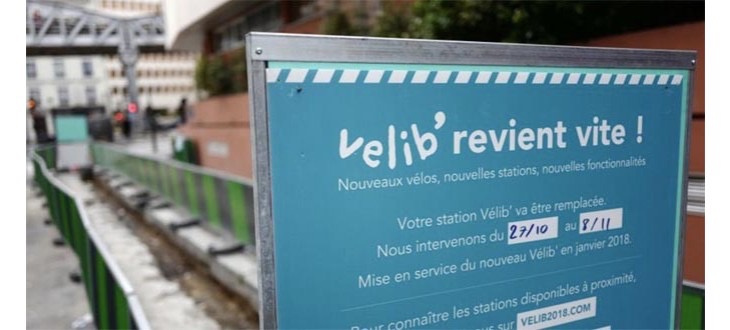 Velib' revient vite !
Nouveaux vélos, nouvelles stations, nouvelles fonctionalités
Votre station Vélib' va être remplacée.
Nous intervenons du 27/10 au 8/11
Mise en service du nouveau Vélib' en janvier 2018.
Pour connaître les stations disponibles à proximité,
sur VELIB2018.COM